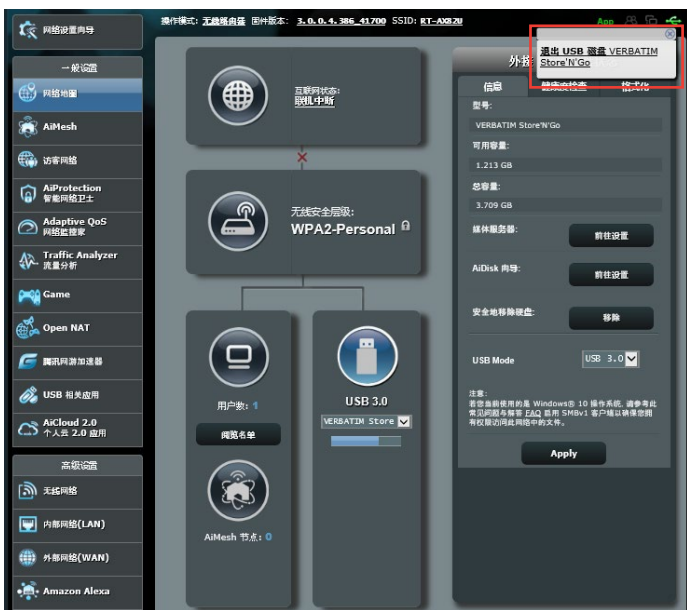 网络设置向导
操作模式: 无线路由器 固件版本: 3.0.0.4.386_41700 SSID: RT-AX82U
App
退出 USB 磁盘 VERBATIM
Store'N'Go
一般设置
网络地图
AiMesh
访客网络
AiProtection
智能网络卫士
Adaptive QoS
网络监控家
Traffic Analyzer
流量分析
Game
Open NAT
腾讯网游加速器
USB 相关应用
AiCloud 2.0
个人云 2.0 应用
高级设置
无线网络
内部网络(LAN)
外部网络(WAN)
Amazon Alexa
互联网状态:
联机中断
无线安全层级:
WPA2-Personal
用户数: 1
阅览名单
AiMesh 节点: 0
USB 3.0
VERBATIM Store
信息
健康度检查
格式化
型号:
VERBATIM Store'N'Go
可用容量:
1.213 GB
总容量:
3.709 GB
媒体服务器:
前往设置
AiDisk 向导:
前往设置
安全地移除硬盘:
移除
USB Mode
USB 3.0
注意:
若您当前使用的是 Windows® 10 操作系统, 请参考此
常见问题与解答 FAQ 启用 SMBv1 客户端以确保您拥
有权限访问此网络中的文件。
Apply